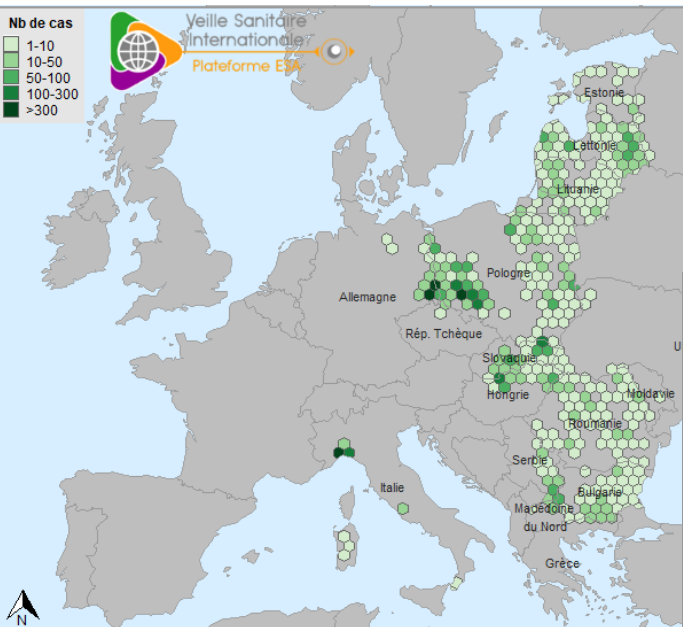 Nb de cas
1-10
10-50
50-100
100-300
>300
Veille Sanitaire
Internationale
Plateforme ESA
Estonie
Lettonie
Lituanie
Pologne
Allemagne
Rép. Tchèque
Slovaquie
Hongrie
Moldavie
Roumanie
Serbie
Italie
Bulgarie
Macédoine
du Nord
Grèce
U
N